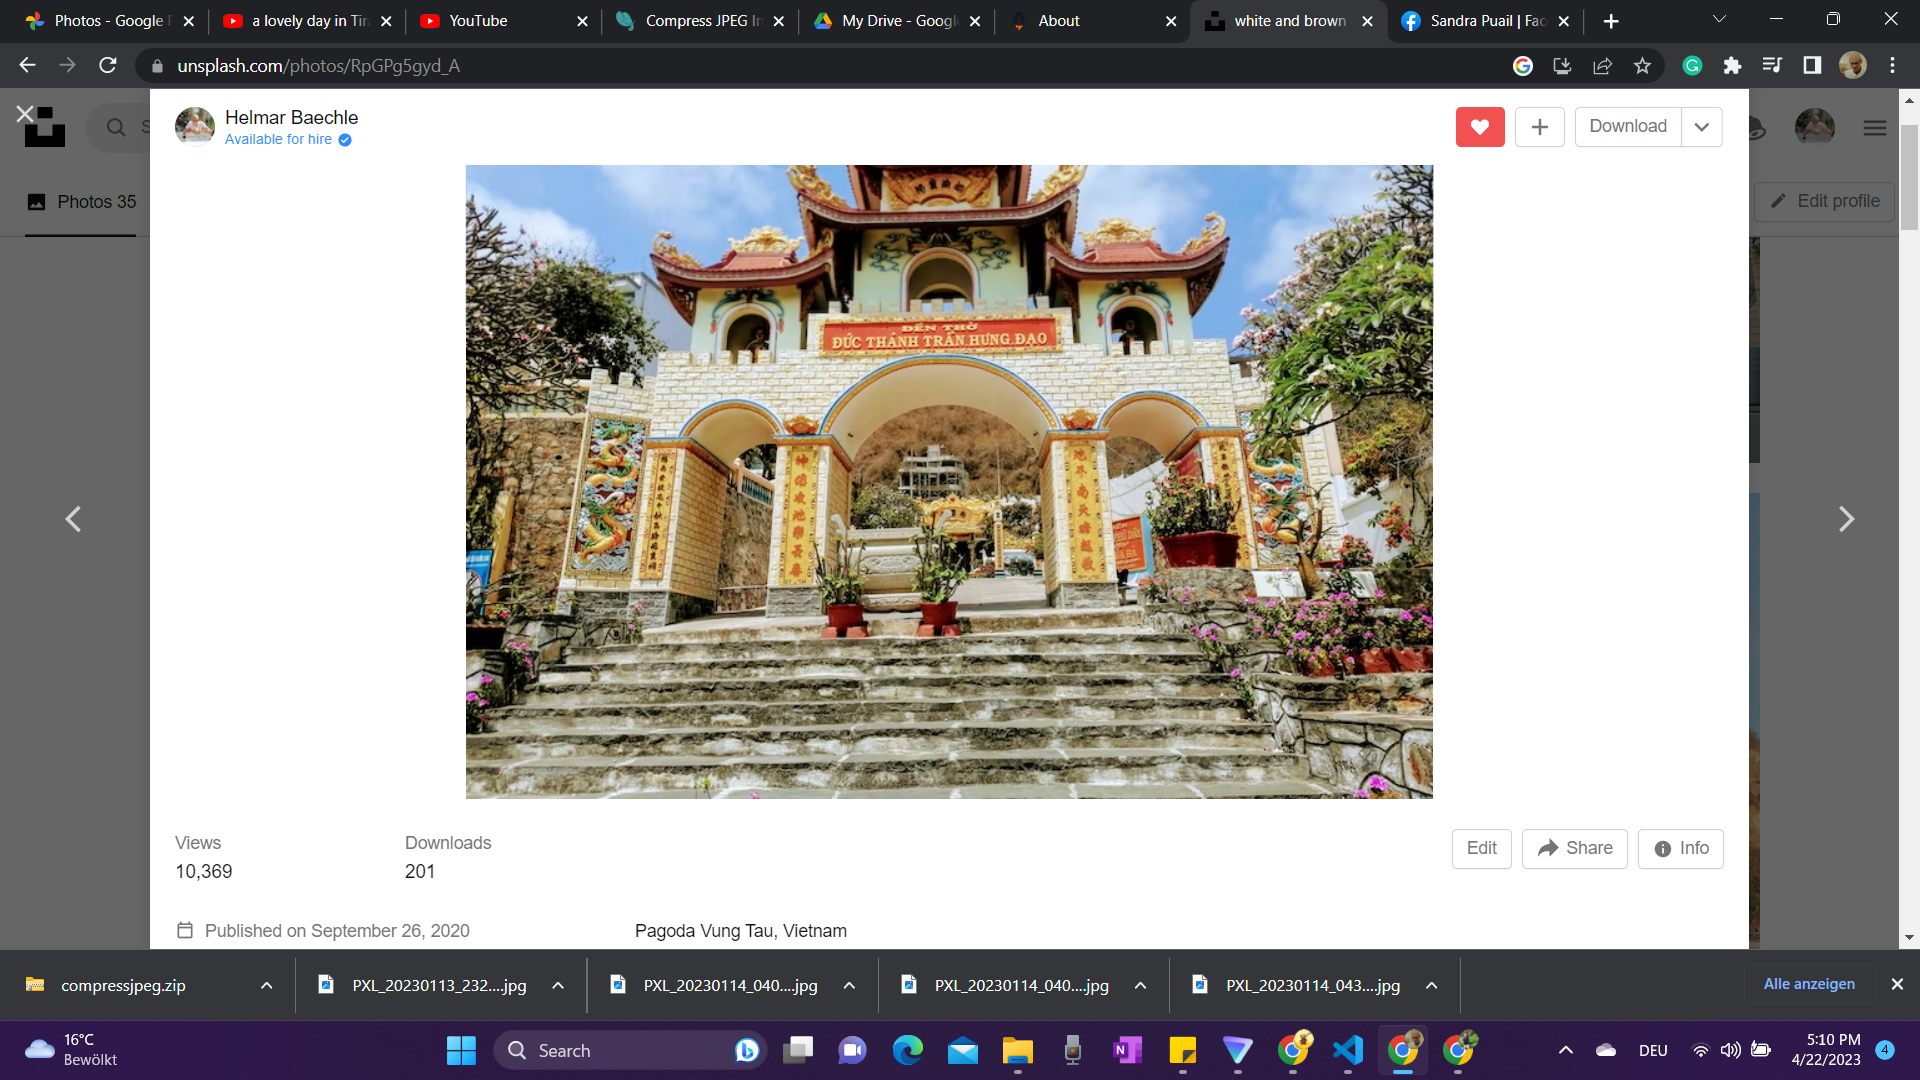 Photos - Google
a lovely day in Tir
YouTube
Compress JPEG
My Drive - Googl
About
white and brown
Sandra Puail | Fac
unsplash.com/photos/RpGPg5gyd_A
Helmar Baechle
Available for hire
Download
Photos 35
Edit profile
ĐỀN THỜ
ĐỨC THÁNH TRẦN HƯNG ĐẠO
Views
Downloads
10,369
201
Edit
Share
Info
Published on September 26, 2020
Pagoda Vung Tau, Vietnam
compressjpeg.zip
PXL_20230113_232....jpg
PXL_20230114_040....jpg
PXL_20230114_040....jpg
PXL_20230114_043....jpg
Alle anzeigen
16°C
Bewölkt
Search
DEU
5:10 PM
4/22/2023
4